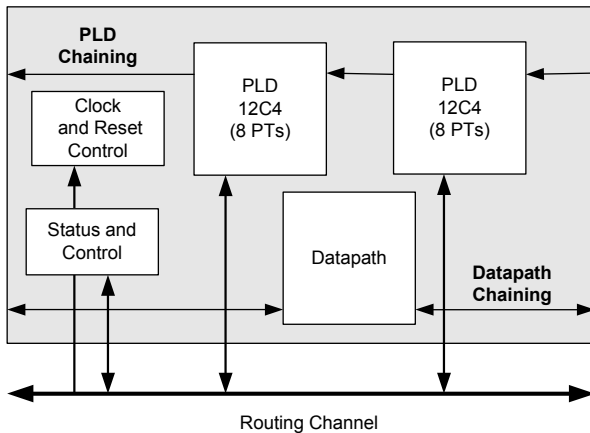 PLD
Chaining
PLD
12C4
(8 PTs)
PLD
12C4
(8 PTs)
Clock
and Reset
Control
Status and
Control
Datapath
Datapath
Chaining
Routing Channel